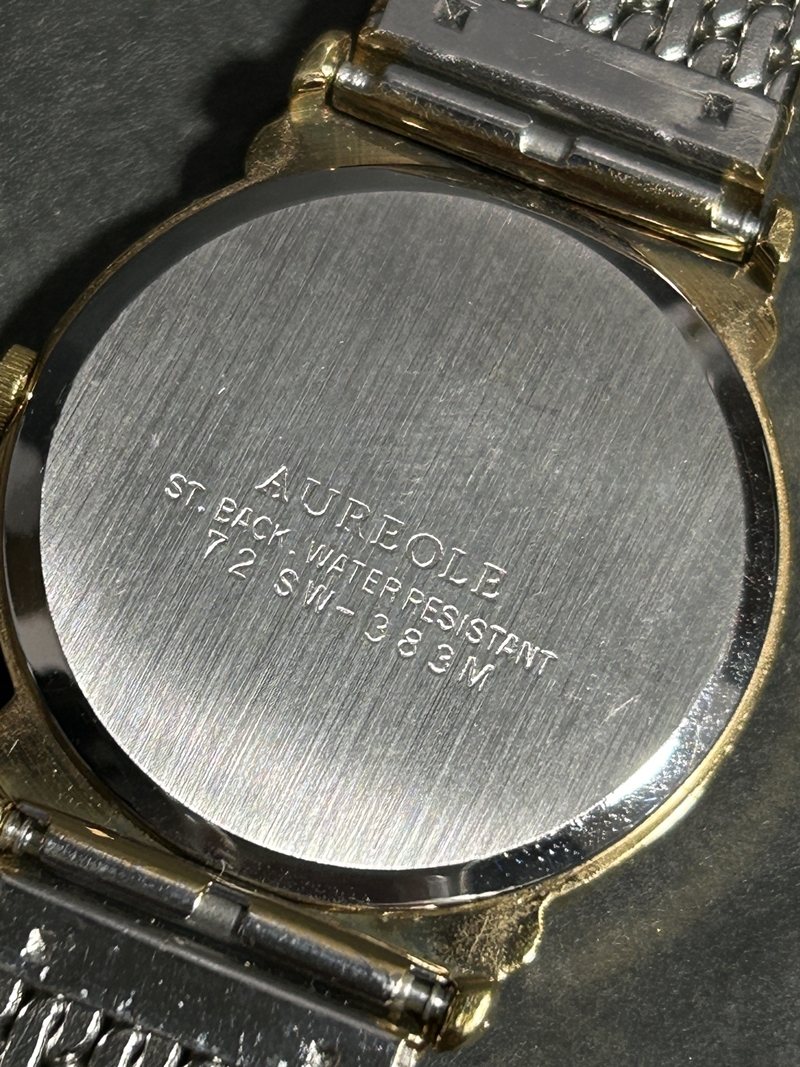 AUREOLE
ST. BACK. WATER RESISTANT
72 SW-383M